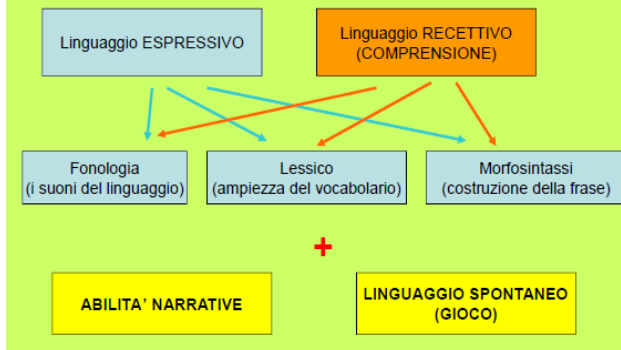 Linguaggio ESPRESSIVO
Linguaggio RECETTIVO
(COMPRENSIONE)
Fonologia
(i suoni del linguaggio)
Lessico
(ampiezza del vocabolario)
Morfosintassi
(costruzione della frase)
+
ABILITA' NARRATIVE
LINGUAGGIO SPONTANEO
(GIOCO)